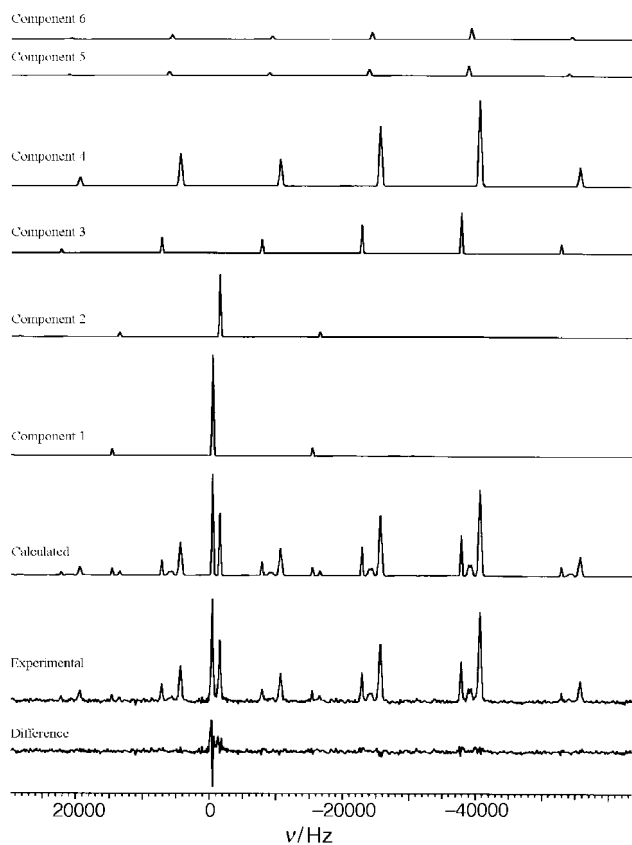 Component 6
Component 5
Component 4
Component 3
Component 2
Component 1
Calculated
Experimental
Difference
20000 0 −20000 −40000
ν/Hz